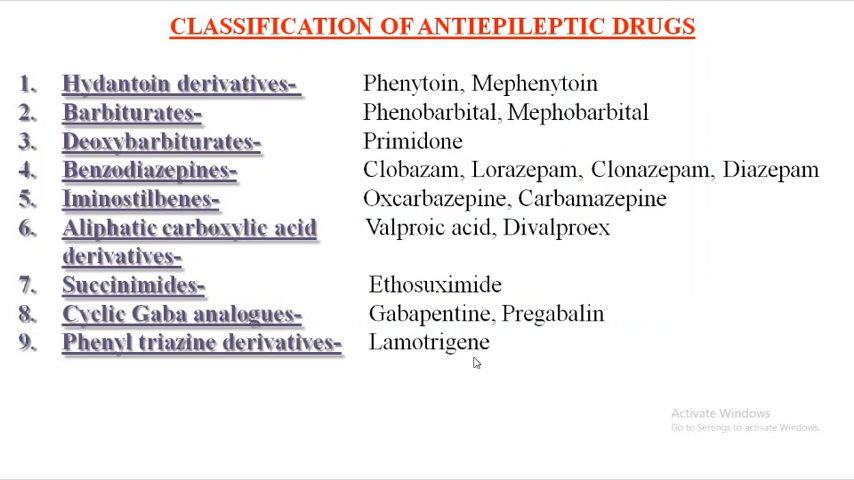 CLASSIFICATION OF ANTIEPILEPTIC DRUGS
1. Hydantoin derivatives- Phenytoin, Mephenytoin
2. Barbiturates- Phenobarbital, Mephobarbital
3. Deoxybarbiturates- Primidone
4. Benzodiazepines- Clobazam, Lorazepam, Clonazepam, Diazepam
5. Iminostilbenes- Oxcarbazepine, Carbamazepine
6. Aliphatic carboxylic acid Valproic acid, Divalproex
derivatives-
7. Succinimides- Ethosuximide
8. Cyclic Gaba analogues- Gabapentine, Pregabalin
9. Phenyl triazine derivatives- Lamotrigene
Activate Windows
Go to Settings to activate Windows.